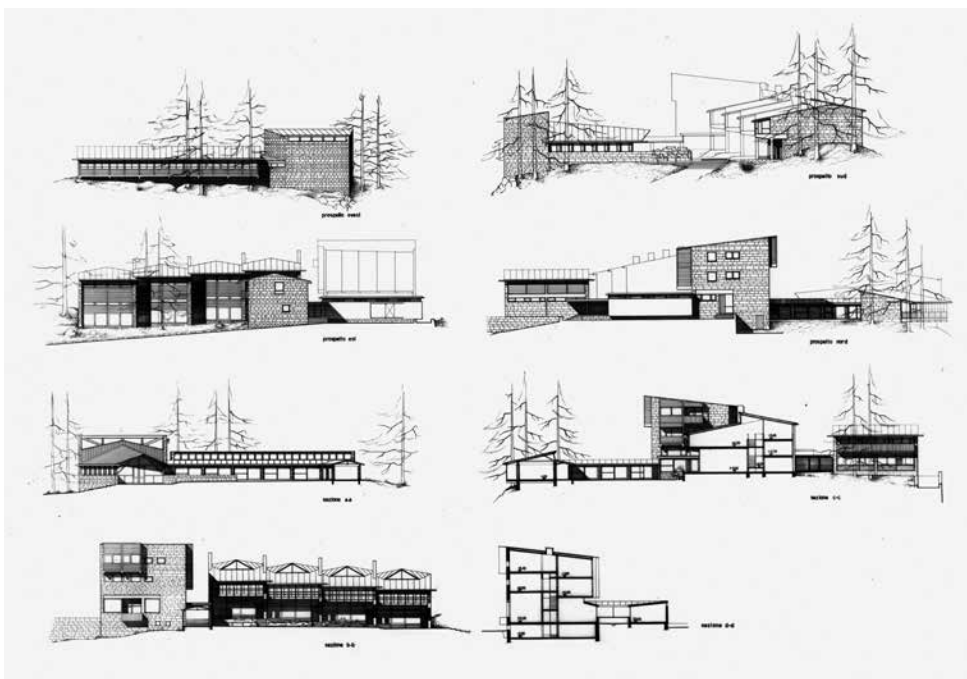 prospetto ovest
prospetto sud
prospetto est
prospetto nord
sezione a-a
sezione c-c
sezione b-b
sezione d-d